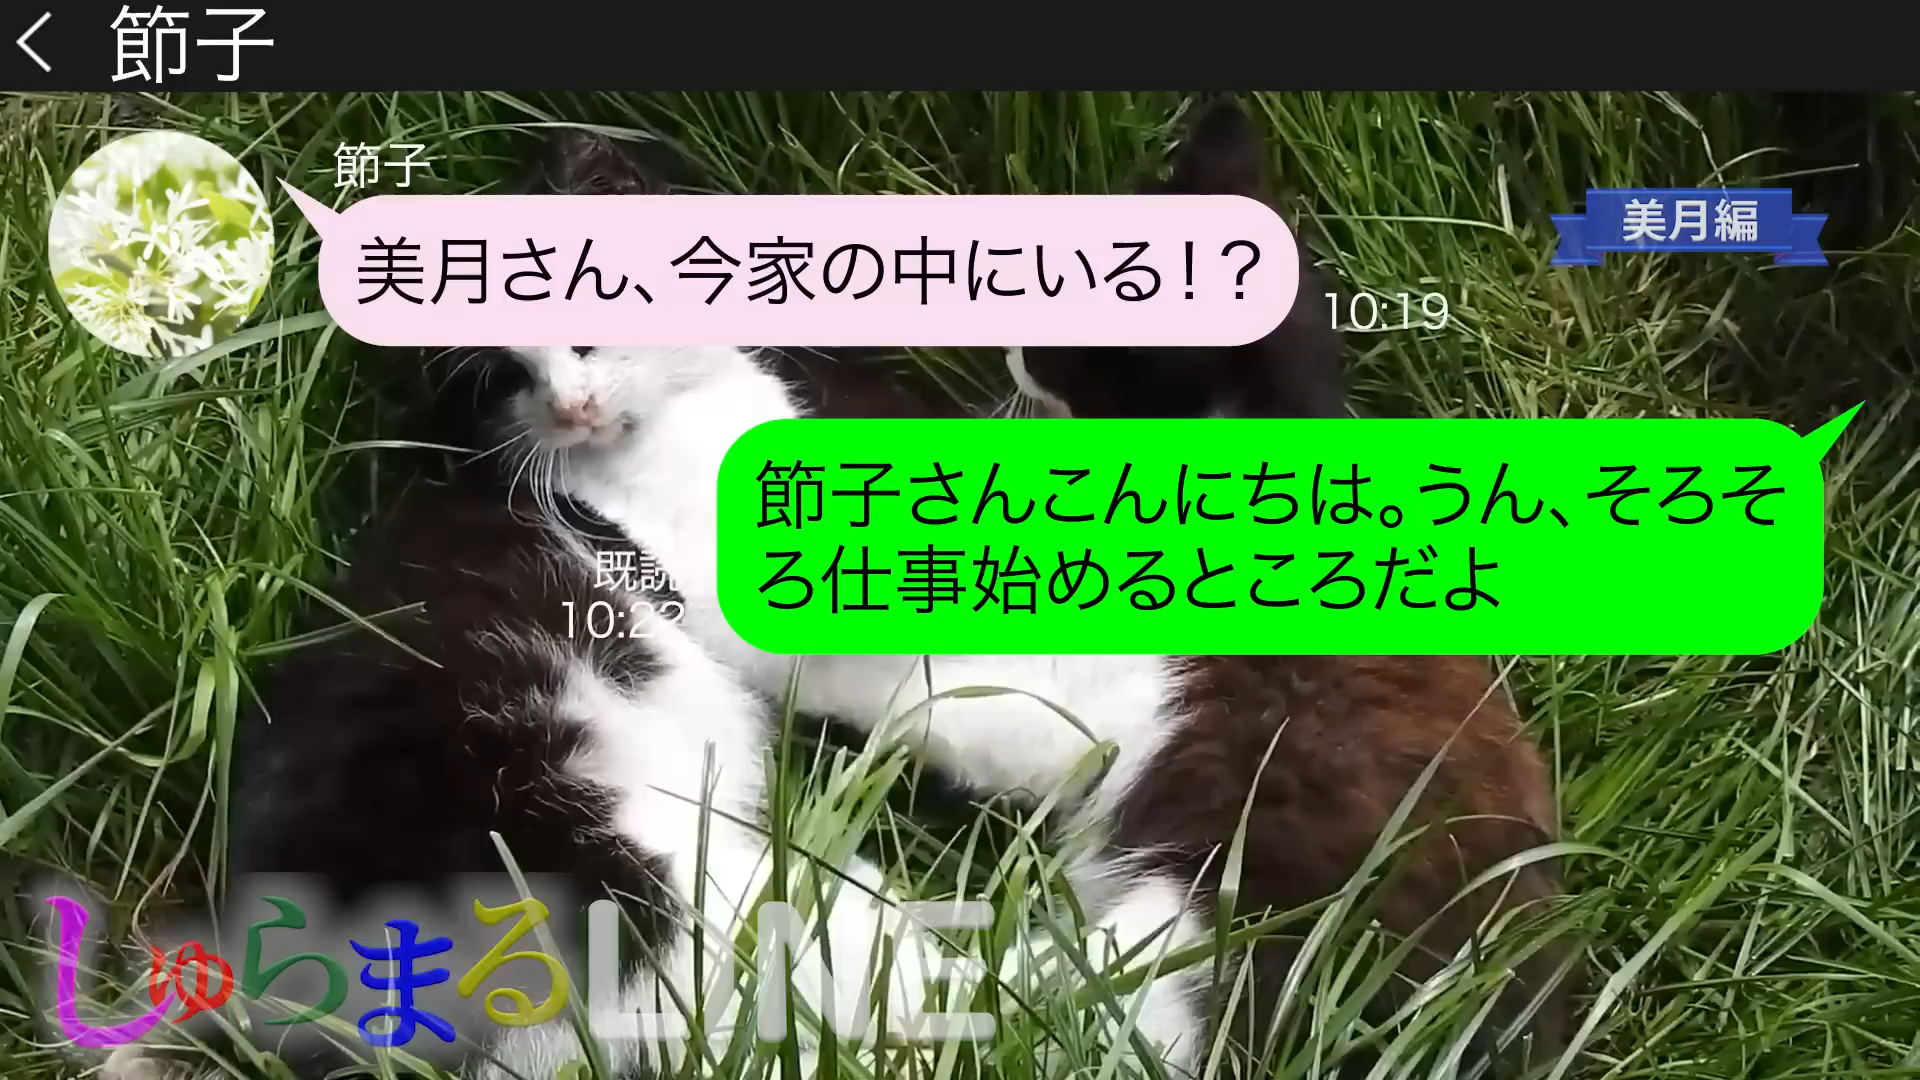 節子
節子
美月さん、今家の中にいる！？
10:19
美月編
節子さんこんにちは。うん、そろそ
ろ仕事始めるところだよ
既読
10:22
しゅらまるLINE